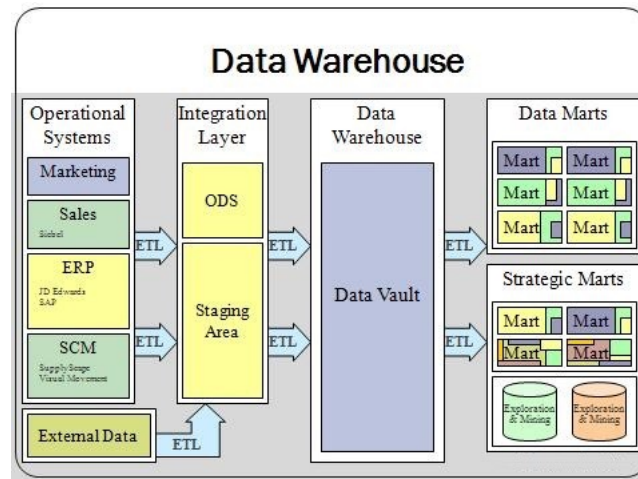 Data Warehouse
Operational
Systems
Marketing
Sales
Siebel
ERP
JD Edwards
SAP
SCM
Visual Movement
External Data
ETL
ETL
ETL
Integration
Layer
ODS
Staging
Area
ETL
ETL
Data
Warehouse
Data Vault
ETL
ETL
Data Marts
Mart
Mart
Mart
Mart
Mart
Mart
Strategic Marts
Mart
Mart
Mart
Mart
Exploration
& Mining
Exploration
& Mining